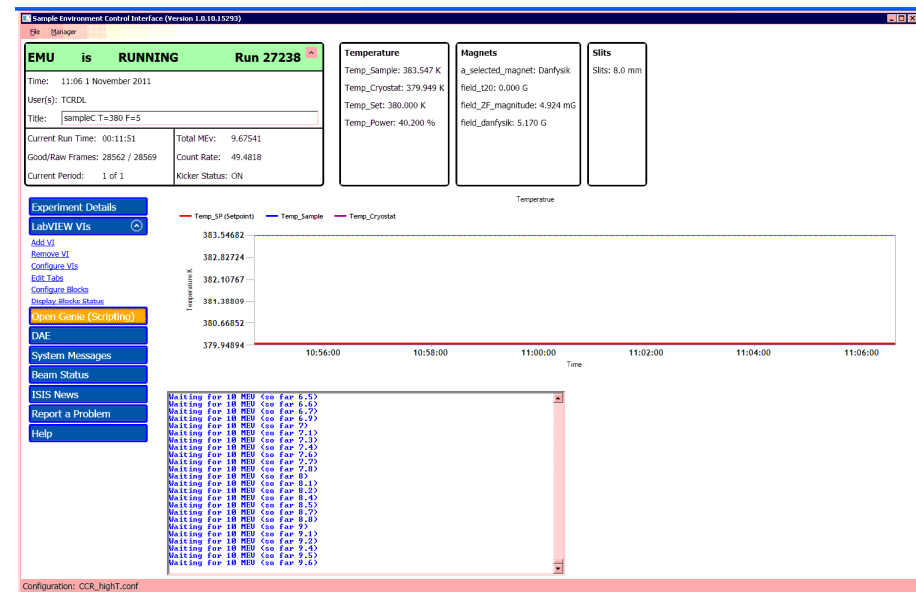 Sample Environment Control Interface (Version 1.0.10.15293)
File Manager
EMU is RUNNING Run 27238
Time: 11:06 1 November 2011
User(s): TCRDL
Title: sampleC T=380 F=5
Current Run Time: 00:11:51
Total MEv: 9.67541
Good/Raw Frames: 28562 / 28569
Count Rate: 49.4818
Current Period: 1 of 1
Kicker Status: ON
Temperature
Temp_Sample: 383.547 K
Temp_Cryostat: 379.949 K
Temp_Set: 380.000 K
Temp_Power: 40.200 %
Magnets
a_selected_magnet: Danfysik
field_t20: 0.000 G
field_ZF_magnitude: 4.924 mG
field_danfysik: 5.170 G
Slits
Slits: 8.0 mm
Experiment Details
LabVIEW VIs
Add VI
Remove VI
Configure VIs
Edit Tabs
Configure Blocks
Display Blocks Status
Open Genie (Scripting)
DAE
System Messages
Beam Status
ISIS News
Report a Problem
Help
Temperatrue
Temp_SP (Setpoint) Temp_Sample Temp_Cryostat
Temperature K
383.54682
382.82724
382.10767
381.38809
380.66852
379.94894
10:56:00 10:58:00 11:00:00 11:02:00 11:04:00 11:06:00
Time
Waiting for 10 MEV (so far 6.5)
Waiting for 10 MEV (so far 6.6)
Waiting for 10 MEV (so far 6.7)
Waiting for 10 MEV (so far 6.9)
Waiting for 10 MEV (so far 7)
Waiting for 10 MEV (so far 7.1)
Waiting for 10 MEV (so far 7.3)
Waiting for 10 MEV (so far 7.4)
Waiting for 10 MEV (so far 7.6)
Waiting for 10 MEV (so far 7.7)
Waiting for 10 MEV (so far 7.8)
Waiting for 10 MEV (so far 8)
Waiting for 10 MEV (so far 8.1)
Waiting for 10 MEV (so far 8.2)
Waiting for 10 MEV (so far 8.4)
Waiting for 10 MEV (so far 8.5)
Waiting for 10 MEV (so far 8.7)
Waiting for 10 MEV (so far 8.8)
Waiting for 10 MEV (so far 9)
Waiting for 10 MEV (so far 9.1)
Waiting for 10 MEV (so far 9.2)
Waiting for 10 MEV (so far 9.4)
Waiting for 10 MEV (so far 9.5)
Waiting for 10 MEV (so far 9.6)
Configuration: CCR_highT.conf